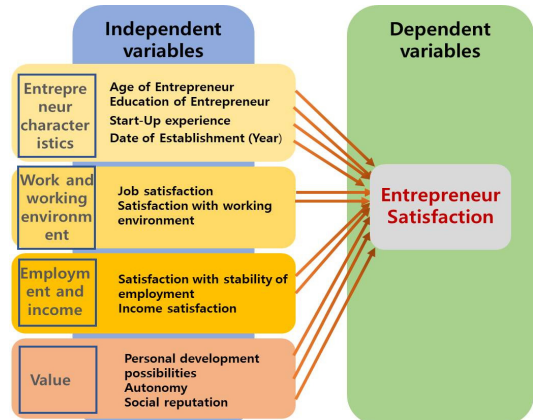 Independent
variables
Dependent
variables
Entrepre
neur
character
istics
Age of Entrepreneur
Education of Entrepreneur
Start-Up experience
Date of Establishment (Year)
Work and
working
environm
ent
Job satisfaction
Satisfaction with working
environment
Entrepreneur
Satisfaction
Employm
ent and
income
Satisfaction with stability of
employment
Income satisfaction
Value
Personal development
possibilities
Autonomy
Social reputation